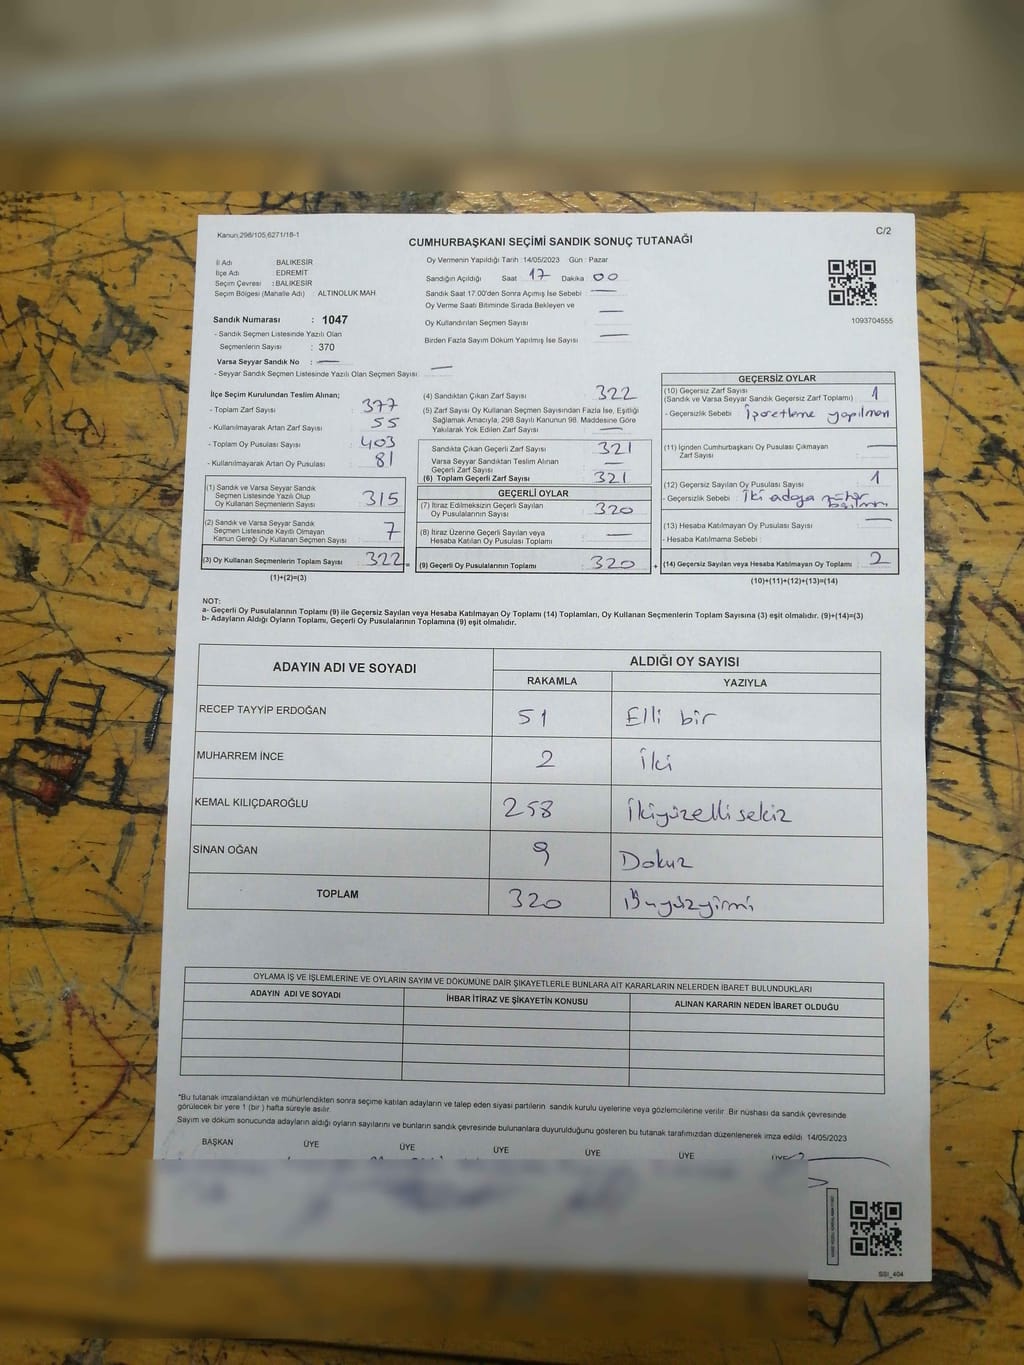 Kanun 298/105,6271/16-1
C/2
CUMHURBAŞKANI SEÇİMİ SANDIK SONUÇ TUTANAĞI
İl Adı : BALIKESİR
İlçe Adı : EDREMİT
Seçim Çevresi : BALIKESİR
Seçim Bölgesi (Mahalle Adı) : ALTINOLUK MAH
Oy Vermenin Yapıldığı Tarih :14/05/2023 Gün : Pazar
Sandığın Açıldığı Saat 17 Dakika 00
Sandık Saat 17.00'den Sonra Açımış İse Sebebi : —
Oy Verme Saati Bitiminde Sırada Bekleyen ve
Oy Kullandırılan Seçmen Sayısı —
Birden Fazla Sayım Döküm Yapılmış İse Sayısı : —
1093704555
Sandık Numarası : 1047
- Sandık Seçmen Listesinde Yazılı Olan
Seçmenlerin Sayısı : 370
Varsa Seyyar Sandık No : —
- Seyyar Sandık Seçmen Listesinde Yazılı Olan Seçmen Sayısı: —
İlçe Seçim Kurulundan Teslim Alınan;
- Toplam Zarf Sayısı : 377
- Kullanılmayarak Artan Zarf Sayısı : 55
- Toplam Oy Pusulası Sayısı : 403
- Kullanılmayarak Artan Oy Pusulası : 81
(1) Sandık ve Varsa Seyyar Sandık
Seçmen Listesinde Yazılı Olup
Oy Kullanan Seçmenlerin Sayısı : 315
(2) Sandık ve Varsa Seyyar Sandık
Seçmen Listesinde Kayıtlı Olmayan
Kanun Gereği Oy Kullanan Seçmen Sayısı : 7
(3) Oy Kullanan Seçmenlerin Toplam Sayısı : 322 =
(1)+(2)=(3)
(4) Sandıktan Çıkan Zarf Sayısı : 322
(5) Zarf Sayısı Oy Kullanan Seçmen Sayısından Fazla İse, Eşitliği
Sağlamak Amacıyla, 298 Sayılı Kanunun 98. Maddesine Göre
Yakılarak Yok Edilen Zarf Sayısı : —
Sandıkta Çıkan Geçerli Zarf Sayısı : 321
Varsa Seyyar Sandıktan Teslim Alınan
Geçerli Zarf Sayısı : —
(6) Toplam Geçerli Zarf Sayısı : 321
GEÇERLİ OYLAR
(7) İtiraz Edilmeksizin Geçerli Sayılan
Oy Pusulalarının Sayısı : 320
(8) İtiraz Üzerine Geçerli Sayılan veya
Hesaba Katılan Oy Pusulası Toplamı : —
(9) Geçerli Oy Pusulalarının Toplamı : 320 +
GEÇERSİZ OYLAR
(10) Geçersiz Zarf Sayısı
(Sandık ve Varsa Seyyar Sandık Geçersiz Zarf Toplamı) : 1
- Geçersizlik Sebebi : İşaretleme yapılman
(11) İçinden Cumhurbaşkanı Oy Pusulası Çıkmayan
Zarf Sayısı : —
(12) Geçersiz Sayılan Oy Pusulası Sayısı : 1
- Geçersizlik Sebebi : İki adaya mühür
(13) Hesaba Katılmayan Oy Pusulası Sayısı : —
- Hesaba Katılmama Sebebi :
(14) Geçersiz Sayılan veya Hesaba Katılmayan Oy Toplamı : 2
(10)+(11)+(12)+(13)=(14)
NOT:
a- Geçerli Oy Pusulalarının Toplamı (9) ile Geçersiz Sayılan veya Hesaba Katılmayan Oy Toplamı (14) Toplamları, Oy Kullanan Seçmenlerin Toplam Sayısına (3) eşit olmalıdır. (9)+(14)=(3)
b- Adayların Aldığı Oyların Toplamı, Geçerli Oy Pusulalarının Toplamına (9) eşit olmalıdır.
ADAYIN ADI VE SOYADI
ALDIĞI OY SAYISI
RAKAMLA YAZIYLA
RECEP TAYYİP ERDOĞAN 51 Elli bir
MUHARREM İNCE 2 İki
KEMAL KILIÇDAROĞLU 258 İkiyüzelli sekiz
SİNAN OĞAN 9 Dokuz
TOPLAM 320 Üçyüzyirmi
OYLAMA İŞ VE İŞLEMLERİNE VE OYLARIN SAYIM VE DÖKÜMÜNE DAİR ŞİKAYETLERLE BUNLARA AİT KARARLARIN NELERDEN İBARET BULUNDUKLARI
ADAYIN ADI VE SOYADI İHBAR İTİRAZ VE ŞİKAYETİN KONUSU ALINAN KARARIN NEDEN İBARET OLDUĞU
*Bu tutanak imzalandıktan ve mühürlendikten sonra seçime katılan adayların ve talep eden siyasi partilerin sandık kurulu üyelerine veya gözlemcilerine verilir. Bir nüshası da sandık çevresinde
görülecek bir yere 1 (bir) hafta süreyle asılır.
Sayım ve döküm sonucunda adayların aldığı oyların sayılarını ve bunların sandık çevresinde bulunanlara duyurulduğunu gösteren bu tutanak tarafımızdan düzenlenerek imza edildi 14/05/2023
BAŞKAN ÜYE ÜYE ÜYE ÜYE ÜYE ÜYE
SSI_404